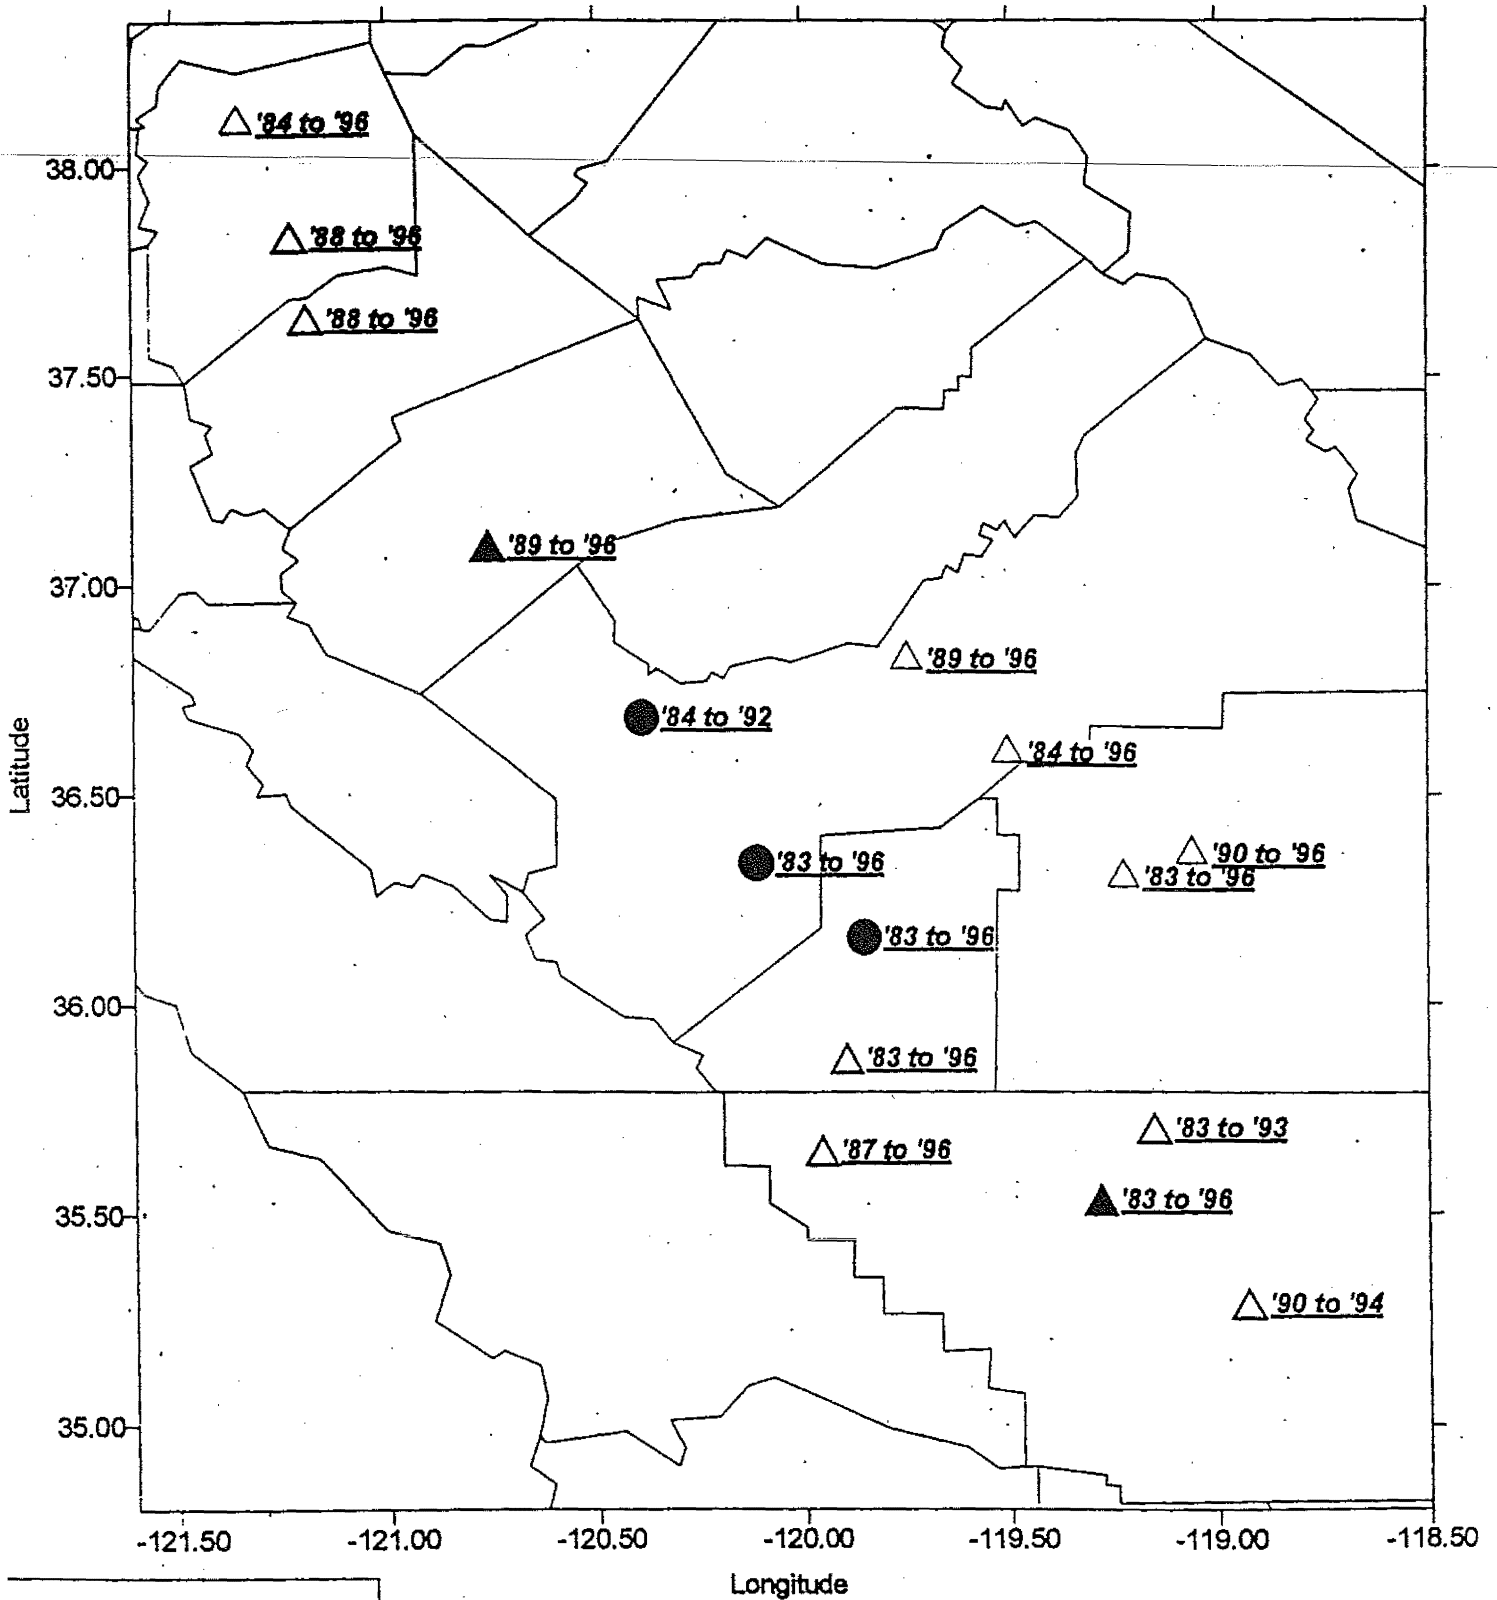 '84 to '96
38.00
'88 to '96
'88 to '96
37.50
'89 to '96
37.00
'89 to '96
'84 to '92
'84 to '96
Latitude
36.50
'83 to '96
'90 to '96
'83 to '96
'83 to '96
36.00
'83 to '96
'83 to '93
'87 to '96
'83 to '96
35.50
'90 to '94
35.00
-121.50 -121.00 -120.50 -120.00 -119.50 -119.00 -118.50
Longitude